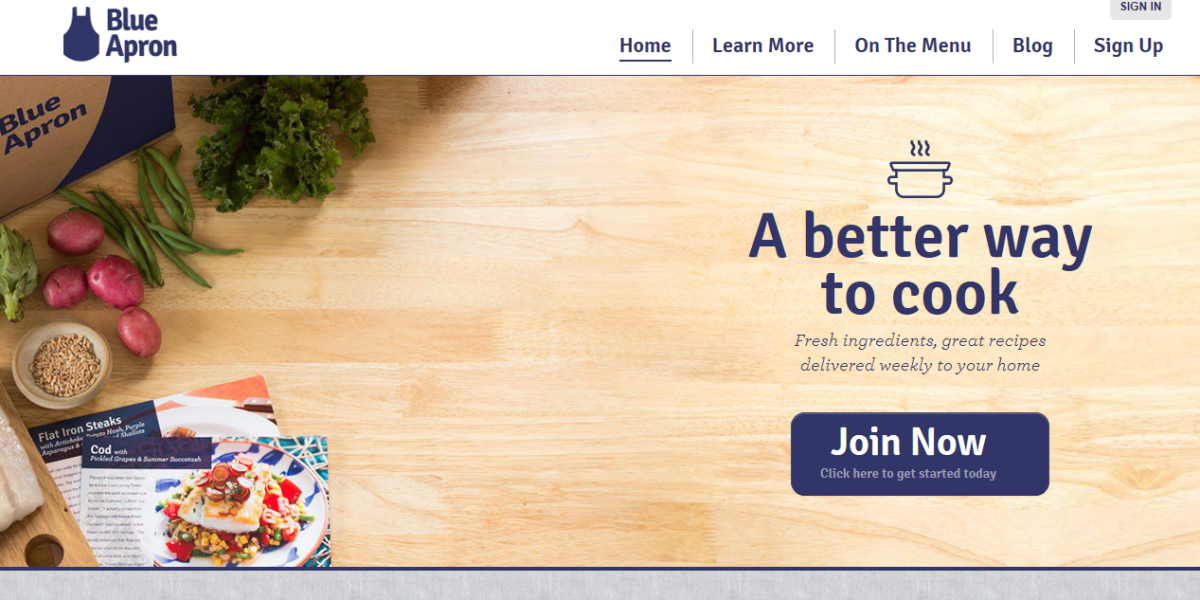 SIGN IN
Blue
Apron
Home
Learn More
On The Menu
Blog
Sign Up
Blue
Apron
A better way
to cook
Fresh ingredients, great recipes
delivered weekly to your home
Join Now
Click here to get started today
Flat Iron Steaks
with Artichoke-Potato Hash, Purple
Asparagus &
Shallots
Cod with
Pickled Grapes & Summer Succotash